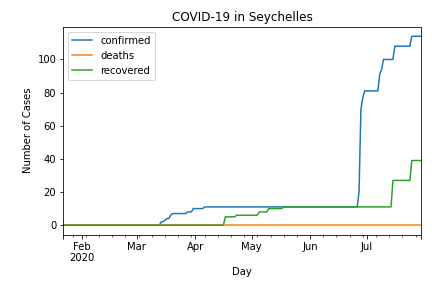 COVID-19 in Seychelles
confirmed
deaths
recovered
Number of Cases
100
80
60
40
20
0
Feb
2020
Mar
Apr
May
Jun
Jul
Day